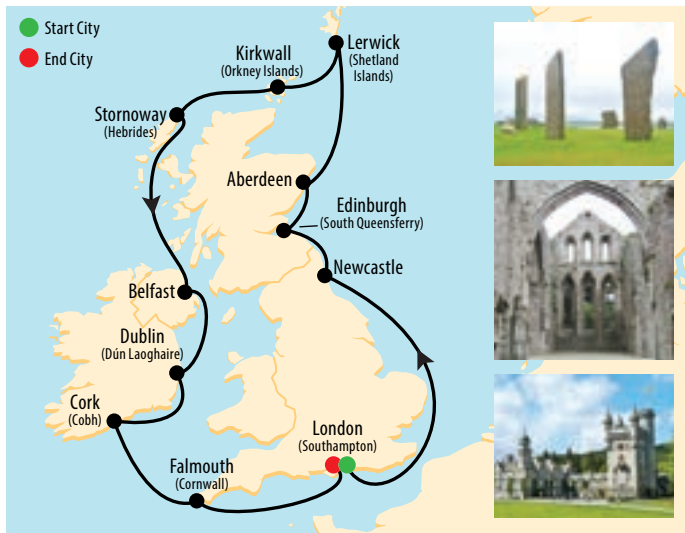 Start City
End City
Kirkwall
(Orkney Islands)
Lerwick
(Shetland
Islands)
Stornoway
(Hebrides)
Aberdeen
Edinburgh
(South Queensferry)
Newcastle
Belfast
Dublin
(Dún Laoghaire)
Cork
(Cobh)
London
(Southampton)
Falmouth
(Cornwall)